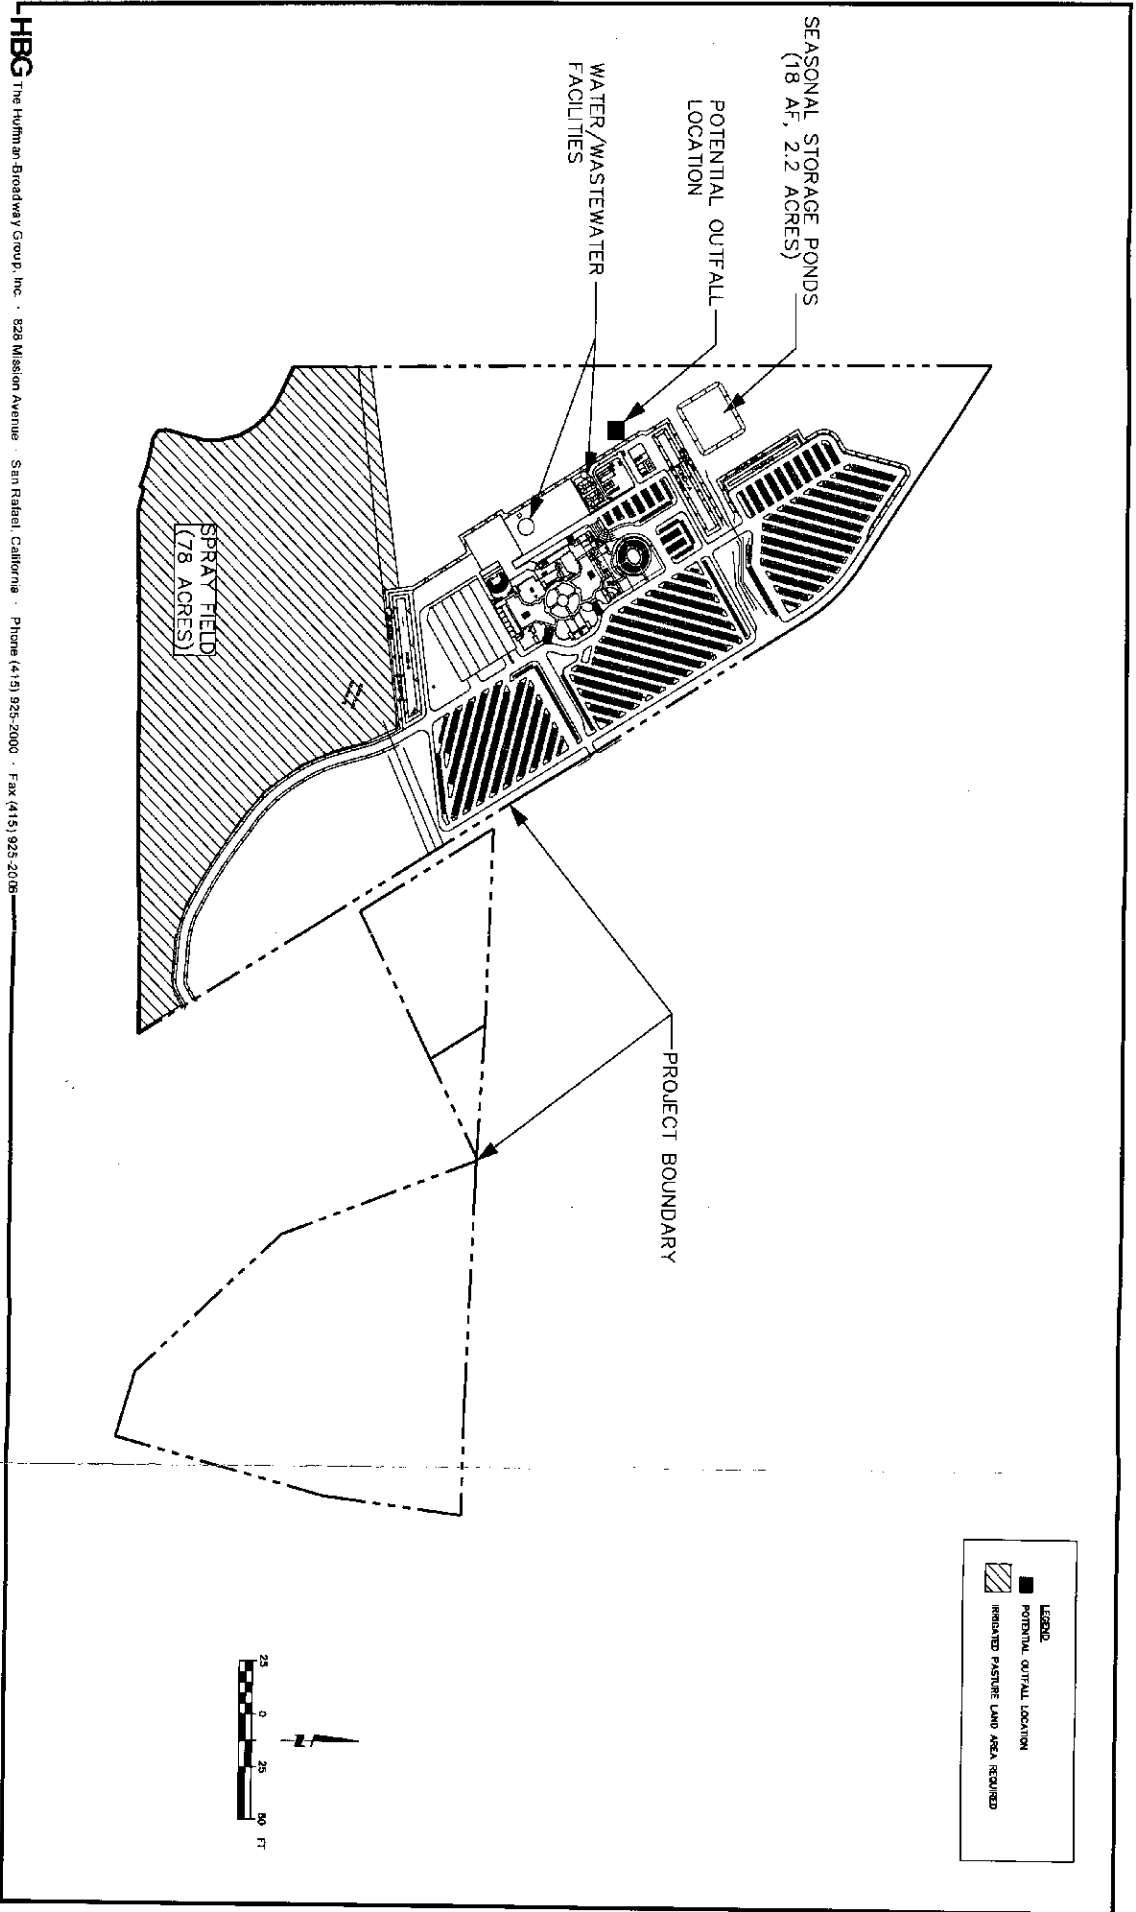 SEASONAL STORAGE PONDS
(18 AF, 2.2 ACRES)
POTENTIAL OUTFALL
LOCATION
WATER/WASTEWATER
FACILITIES
SPRAY FIELD
(78 ACRES)
PROJECT BOUNDARY
LEGEND
POTENTIAL OUTFALL LOCATION
IRRIGATED PASTURE LAND AREA REQUIRED
25 0 25 50 FT
HBG The Huffman-Broadway Group, Inc. · 828 Mission Avenue · San Rafael, California · Phone (415) 925-2000 · Fax (415) 925-2006